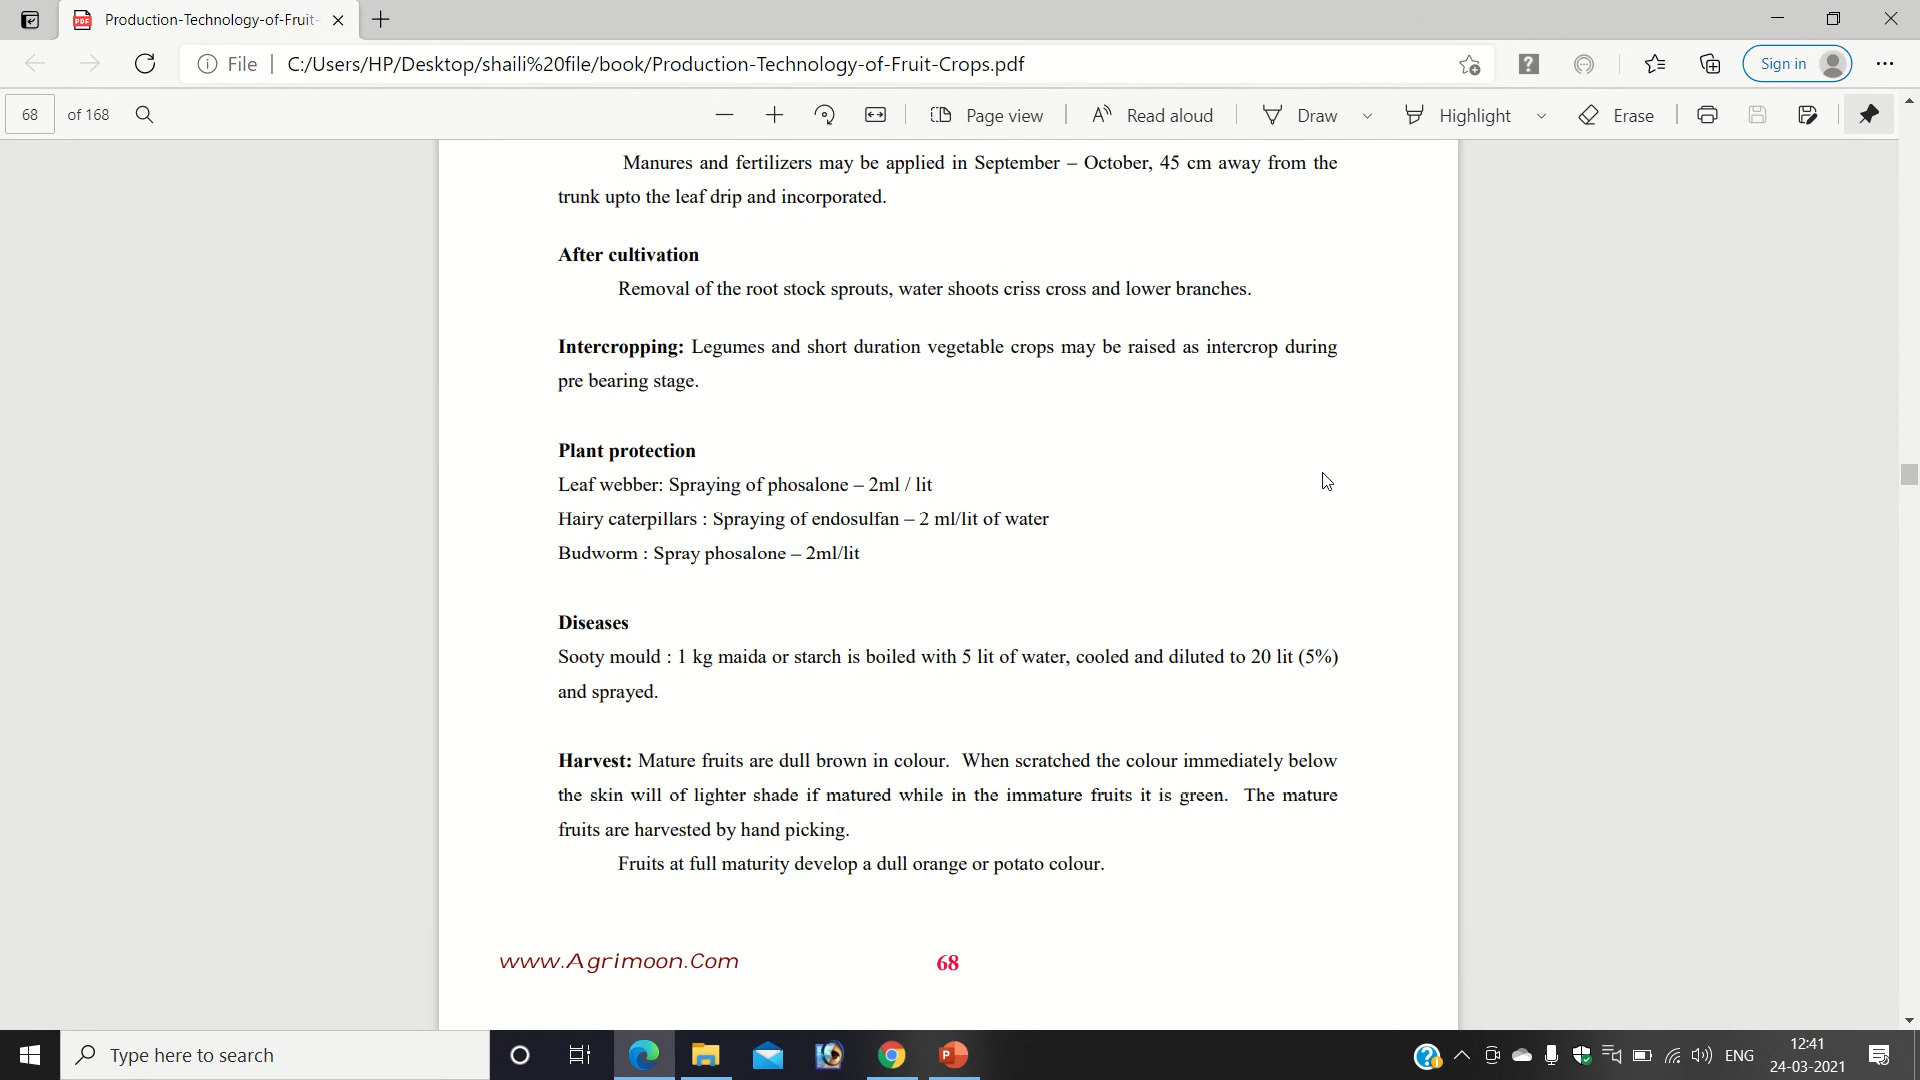 Production-Technology-of-Fruit-
File
C:/Users/HP/Desktop/shaili%20file/book/Production-Technology-of-Fruit-Crops.pdf
Sign in
68 of 168
Page view
Read aloud
Draw
Highlight
Erase
Manures and fertilizers may be applied in September – October, 45 cm away from the
trunk upto the leaf drip and incorporated.
After cultivation
Removal of the root stock sprouts, water shoots criss cross and lower branches.
Intercropping: Legumes and short duration vegetable crops may be raised as intercrop during
pre bearing stage.
Plant protection
Leaf webber: Spraying of phosalone – 2ml / lit
Hairy caterpillars : Spraying of endosulfan – 2 ml/lit of water
Budworm : Spray phosalone – 2ml/lit
Diseases
Sooty mould : 1 kg maida or starch is boiled with 5 lit of water, cooled and diluted to 20 lit (5%)
and sprayed.
Harvest: Mature fruits are dull brown in colour. When scratched the colour immediately below
the skin will of lighter shade if matured while in the immature fruits it is green. The mature
fruits are harvested by hand picking.
Fruits at full maturity develop a dull orange or potato colour.
www.Agrimoon.Com
68
Type here to search
ENG
12:41
24-03-2021